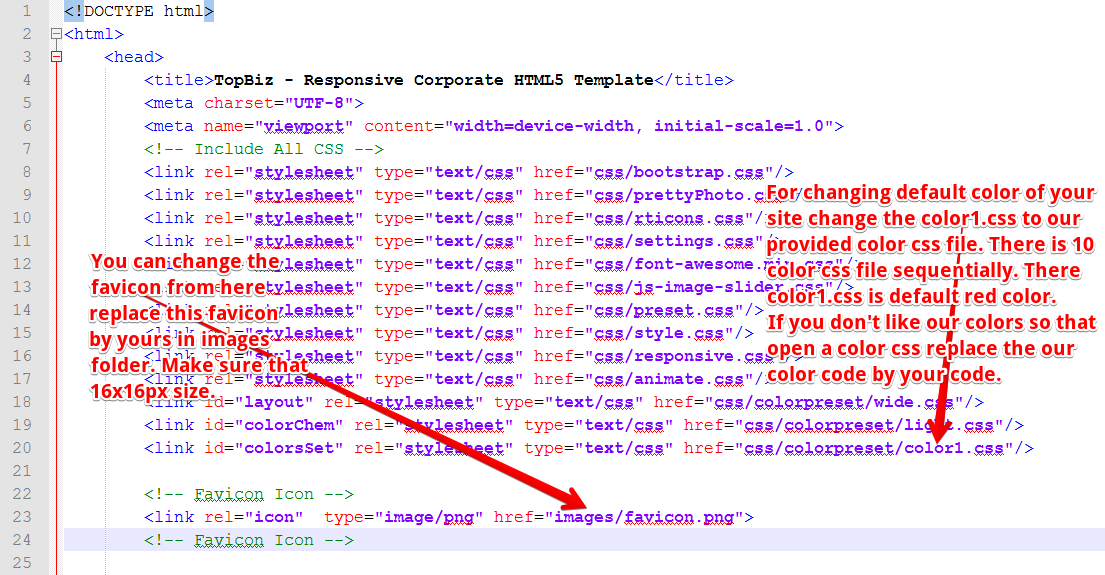 1 <!DOCTYPE html>
2 <html>
3 <head>
4 <title>TopBiz - Responsive Corporate HTML5 Template</title>
5 <meta charset="UTF-8">
6 <meta name="viewport" content="width=device-width, initial-scale=1.0">
7 <!-- Include All CSS -->
8 <link rel="stylesheet" type="text/css" href="css/bootstrap.css"/>
9 <link rel="stylesheet" type="text/css" href="css/prettyPhoto.css"/>
10 <link rel="stylesheet" type="text/css" href="css/rticons.css"/>
11 <link rel="stylesheet" type="text/css" href="css/settings.css"/>
12 <link rel="stylesheet" type="text/css" href="css/font-awesome.min.css"/>
13 <link rel="stylesheet" type="text/css" href="css/js-image-slider.css"/>
14 <link rel="stylesheet" type="text/css" href="css/preset.css"/>
15 <link rel="stylesheet" type="text/css" href="css/style.css"/>
16 <link rel="stylesheet" type="text/css" href="css/responsive.css"/>
17 <link rel="stylesheet" type="text/css" href="css/animate.css"/>
18 <link id="layout" rel="stylesheet" type="text/css" href="css/colorpreset/wide.css"/>
19 <link id="colorChem" rel="stylesheet" type="text/css" href="css/colorpreset/light.css"/>
20 <link id="colorsSet" rel="stylesheet" type="text/css" href="css/colorpreset/color1.css"/>
21
22 <!-- Favicon Icon -->
23 <link rel="icon"  type="image/png" href="images/favicon.png">
24 <!-- Favicon Icon -->
25
You can change the
favicon from here
replace this favicon
by yours in images
folder. Make sure that
16x16px size.
For changing default color of your
site change the color1.css to our
provided color css file. There is 10
color css file sequentially. There
color1.css is default red color.
If you don't like our colors so that
open a color css replace the our
color code by your code.